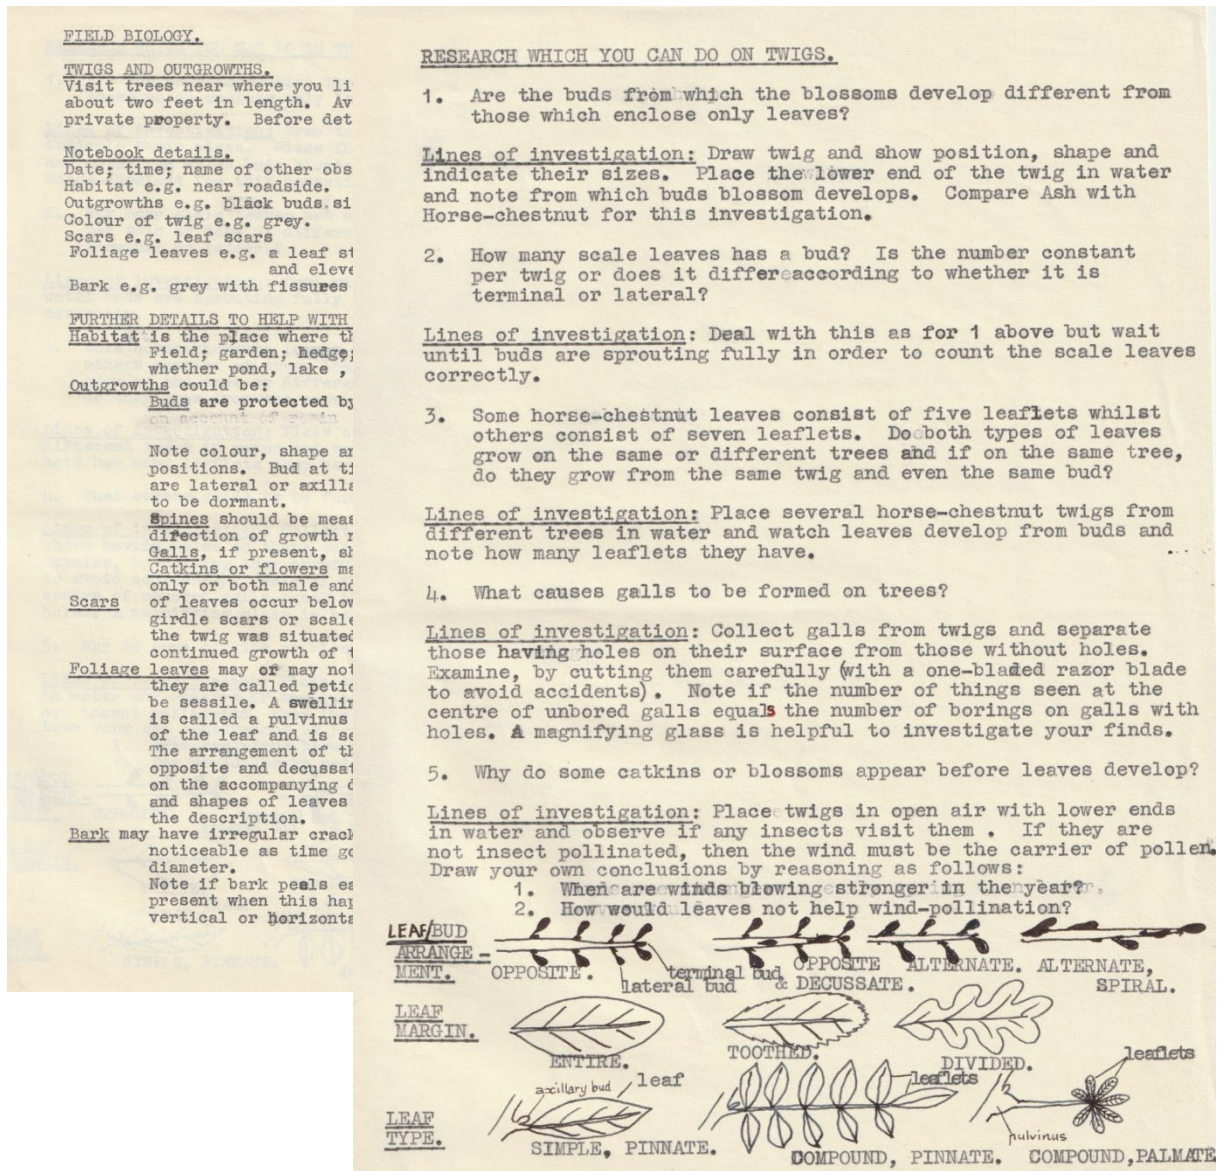 FIELD BIOLOGY.
TWIGS AND OUTGROWTHS.
Visit trees near where you li
about two feet in length. Av
private property. Before det
Notebook details.
Date; time; name of other obs
Habitat e.g. near roadside.
Outgrowths e.g. black buds.si
Colour of twig e.g. grey.
Scars e.g. leaf scars
Foliage leaves e.g. a leaf st
and eleve
Bark e.g. grey with fissures
FURTHER DETAILS TO HELP WITH
Habitat is the place where th
Field; garden; hedge;
whether pond, lake ,
Outgrowths could be:
Buds are protected by
on account of
Note colour, shape an
positions. Bud at ti
are lateral or axilla
to be dormant.
Spines should be meas
direction of growth r
Galls, if present, sh
Catkins or flowers ma
only or both male and
Scars of leaves occur below
girdle scars or scale
the twig was situated
continued growth of t
Foliage leaves may or may not
they are called petio
be sessile. A swellin
is called a pulvinus
of the leaf and is se
The arrangement of th
opposite and decussat
on the accompanying d
and shapes of leaves
the description.
Bark may have irregular crack
noticeable as time go
diameter.
Note if bark peels ea
present when this hap
vertical or horizonta
RESEARCH WHICH YOU CAN DO ON TWIGS.
1. Are the buds from which the blossoms develop different from
those which enclose only leaves?
Lines of investigation: Draw twig and show position, shape and
indicate their sizes. Place the lower end of the twig in water
and note from which buds blossom develops. Compare Ash with
Horse-chestnut for this investigation.
2. How many scale leaves has a bud? Is the number constant
per twig or does it differ according to whether it is
terminal or lateral?
Lines of investigation: Deal with this as for 1 above but wait
until buds are sprouting fully in order to count the scale leaves
correctly.
3. Some horse-chestnut leaves consist of five leaflets whilst
others consist of seven leaflets. Do both types of leaves
grow on the same or different trees and if on the same tree,
do they grow from the same twig and even the same bud?
Lines of investigation: Place several horse-chestnut twigs from
different trees in water and watch leaves develop from buds and
note how many leaflets they have.
4. What causes galls to be formed on trees?
Lines of investigation: Collect galls from twigs and separate
those having holes on their surface from those without holes.
Examine, by cutting them carefully (with a one-bladed razor blade
to avoid accidents). Note if the number of things seen at the
centre of unbored galls equals the number of borings on galls with
holes. A magnifying glass is helpful to investigate your finds.
5. Why do some catkins or blossoms appear before leaves develop?
Lines of investigation: Place twigs in open air with lower ends
in water and observe if any insects visit them . If they are
not insect pollinated, then the wind must be the carrier of pollen.
Draw your own conclusions by reasoning as follows:
1. When are winds blowing stronger in the year?
2. How would leaves not help wind-pollination?
LEAF/BUD
ARRANGE-
MENT.
OPPOSITE.
terminal bud
lateral bud
OPPOSITE
& DECUSSATE.
ALTERNATE.
ALTERNATE,
SPIRAL.
LEAF
MARGIN.
ENTIRE.
TOOTHED.
DIVIDED.
LEAF
TYPE.
axillary bud
leaf
SIMPLE, PINNATE.
leaflets
COMPOUND, PINNATE.
leaflets
pulvinus
COMPOUND,PALMATE